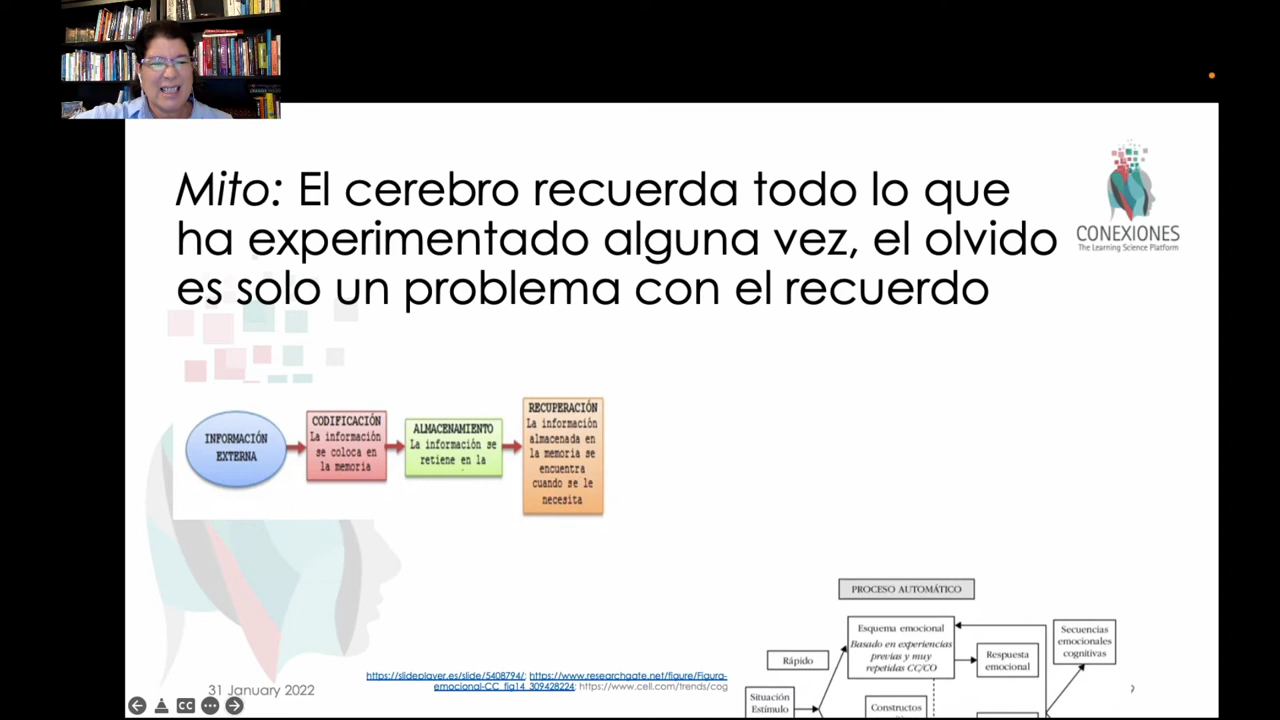 Mito: El cerebro recuerda todo lo que
ha experimentado alguna vez, el olvido
es solo un problema con el recuerdo
CONEXIONES
The Learning Science Platform
INFORMACIÓN
EXTERNA
CODIFICACIÓN
La información
se coloca en
la memoria
ALMACENAMIENTO
La información se
retiene en la
RECUPERACIÓN
La información
almacenada en
la memoria se
encuentra
cuando se le
necesita
PROCESO AUTOMÁTICO
Esquema emocional
Basado en experiencias
previas y muy
repetidas CC/CO
Secuencias
emocionales
cognitivas
Rápido
Respuesta
emocional
Situación
Estímulo
Constructos
https://slideplayer.es/slide/5408794/; https://www.researchgate.net/figure/Figura-
emocional-CC_fig14_309428224; https://www.cell.com/trends/cog
31 January 2022
CC